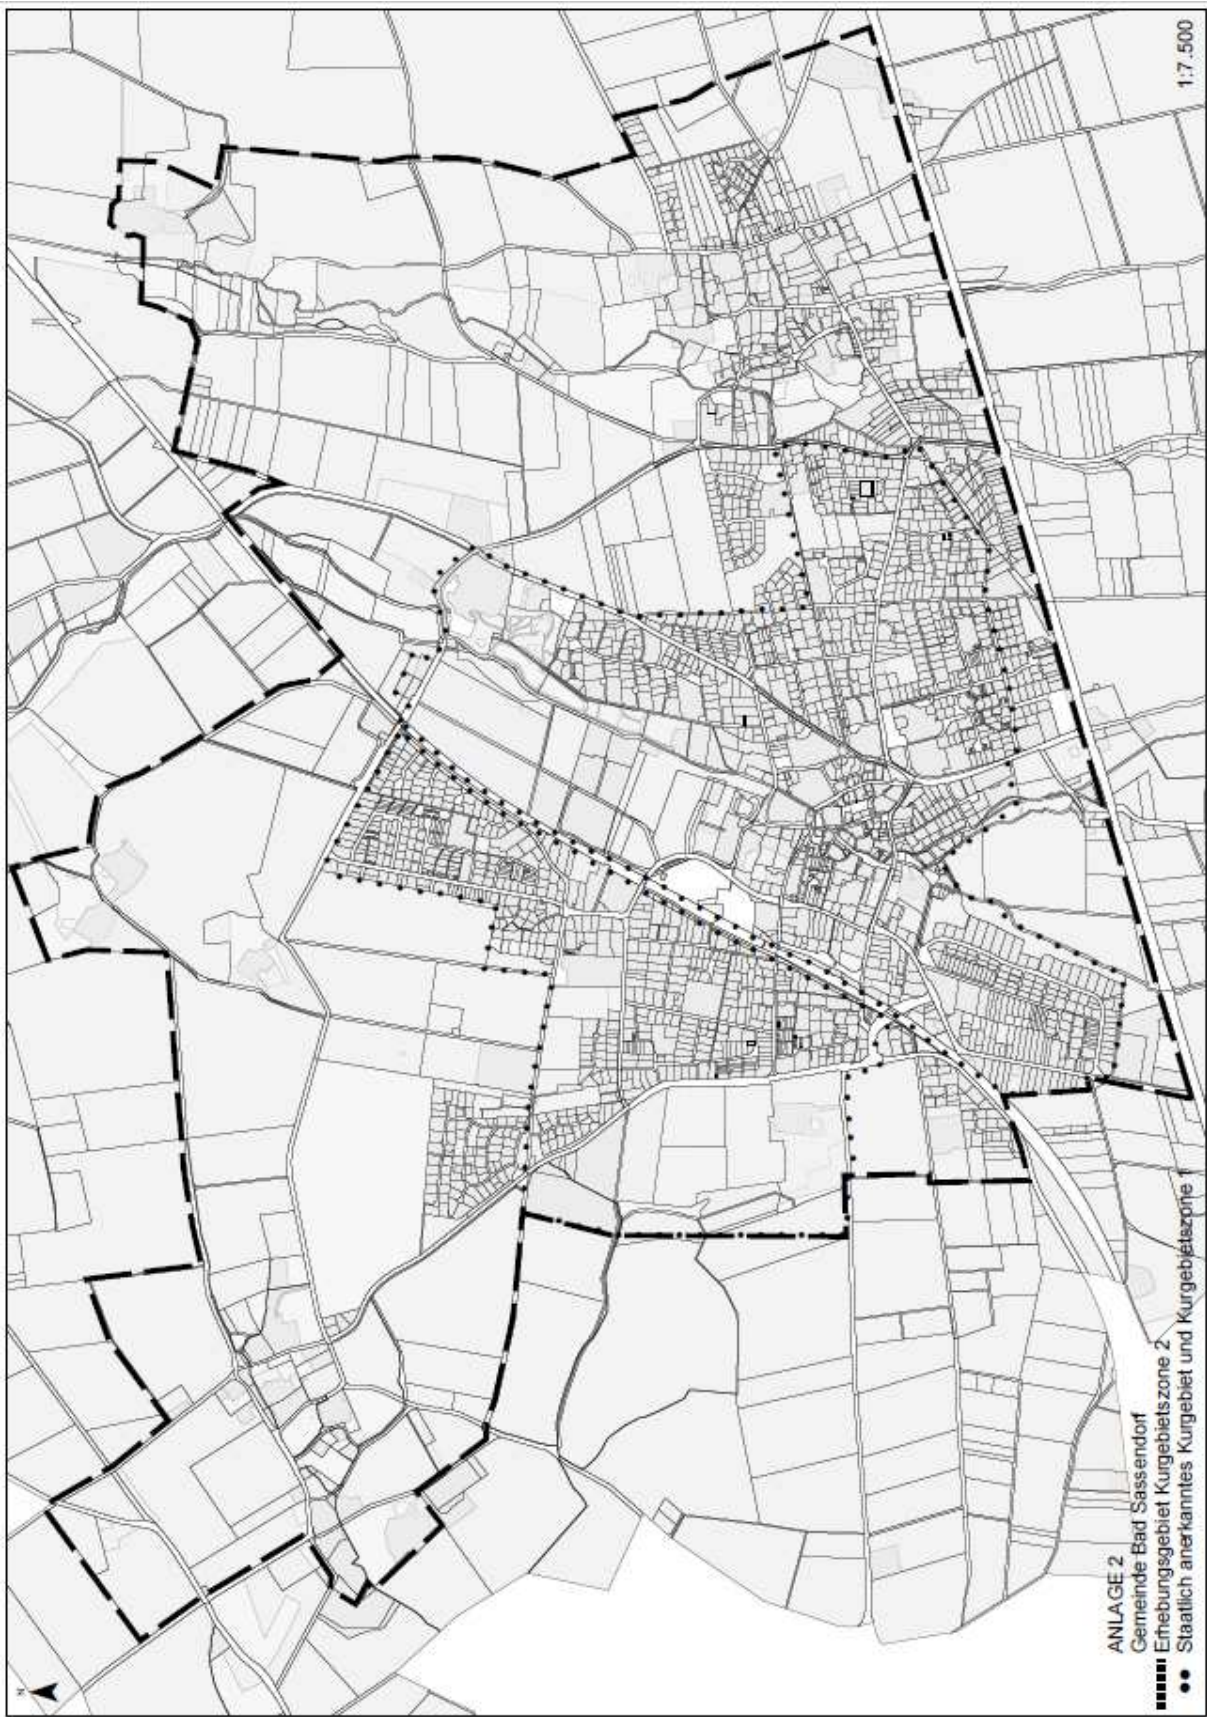 N
1:7.500
ANLAGE 2
Gemeinde Bad Sassendorf
Erhebungsgebiet Kurgebietszone 2
Staatlich anerkanntes Kurgebiet und Kurgebietszone 1